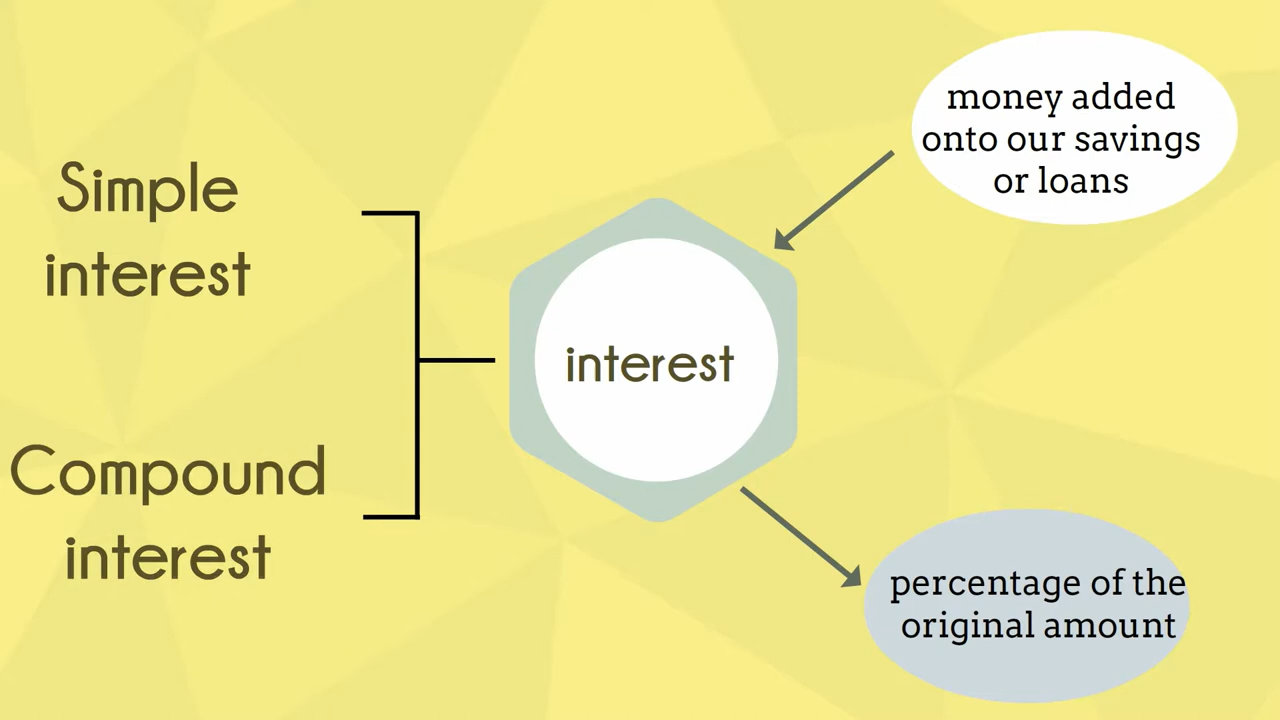 Simple
interest
Compound
interest
interest
money added
onto our savings
or loans
percentage of the
original amount